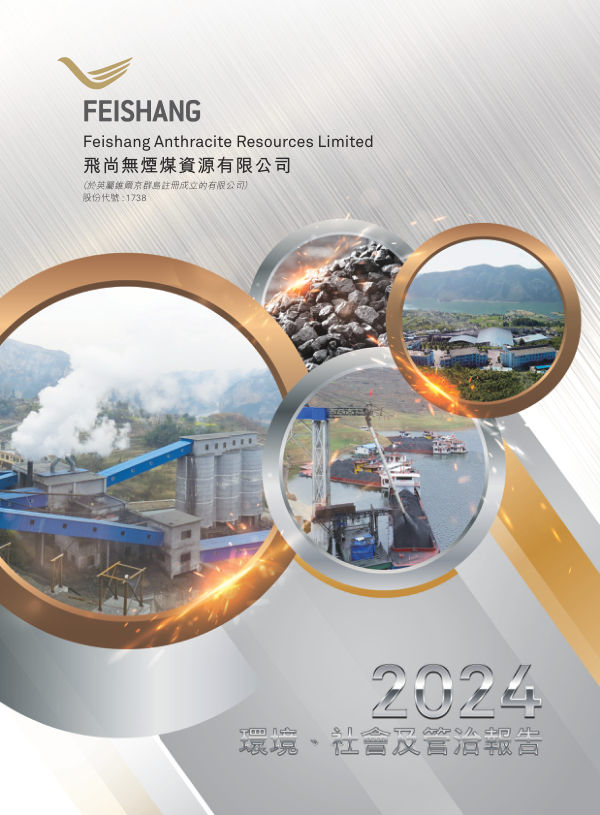 FEISHANG
Feishang Anthracite Resources Limited
飛尚無煙煤資源有限公司
(於英屬維爾京群島註冊成立的有限公司)
股份代號 : 1738
2024
環境、社會及管治報告